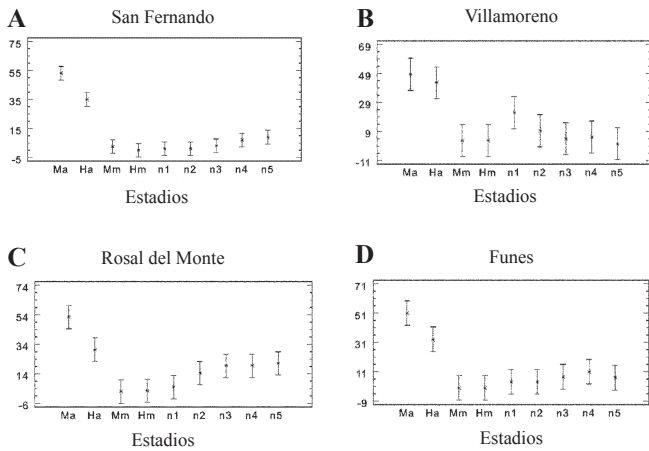 A San Fernando
75
55
35
15
-5
Ma Ha Mm Hm n1 n2 n3 n4 n5
Estadios
B Villamoreno
69
49
29
9
-11
Ma Ha Mm Hm n1 n2 n3 n4 n5
Estadios
C Rosal del Monte
74
54
34
14
-6
Ma Ha Mm Hm n1 n2 n3 n4 n5
Estadios
D Funes
71
51
31
11
-9
Ma Ha Mm Hm n1 n2 n3 n4 n5
Estadios